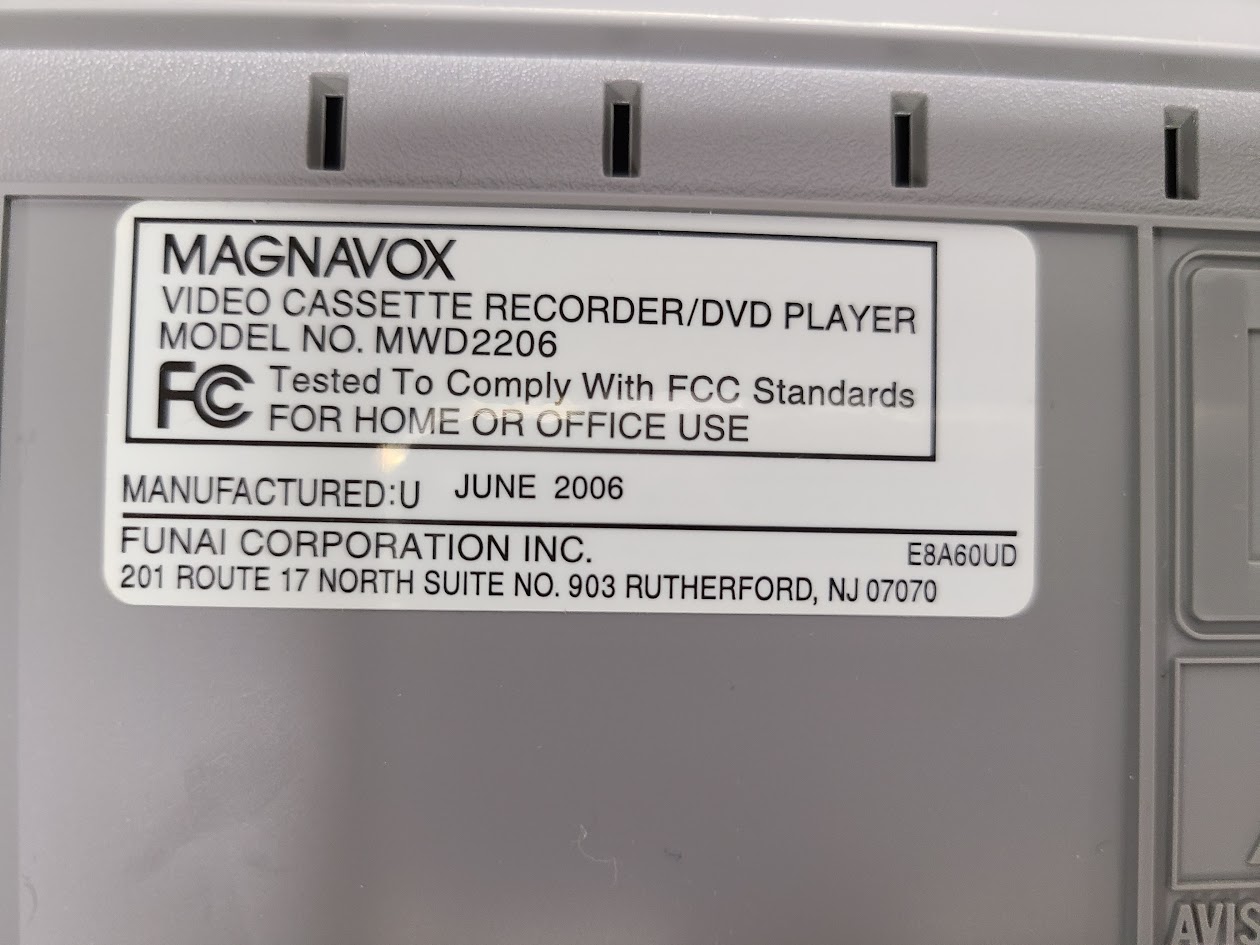 MAGNAVOX
VIDEO CASSETTE RECORDER/DVD PLAYER
MODEL NO. MWD2206
FC Tested To Comply With FCC Standards
FOR HOME OR OFFICE USE
MANUFACTURED:U JUNE 2006
FUNAI CORPORATION INC. E8A60UD
201 ROUTE 17 NORTH SUITE NO. 903 RUTHERFORD, NJ 07070
AVIS